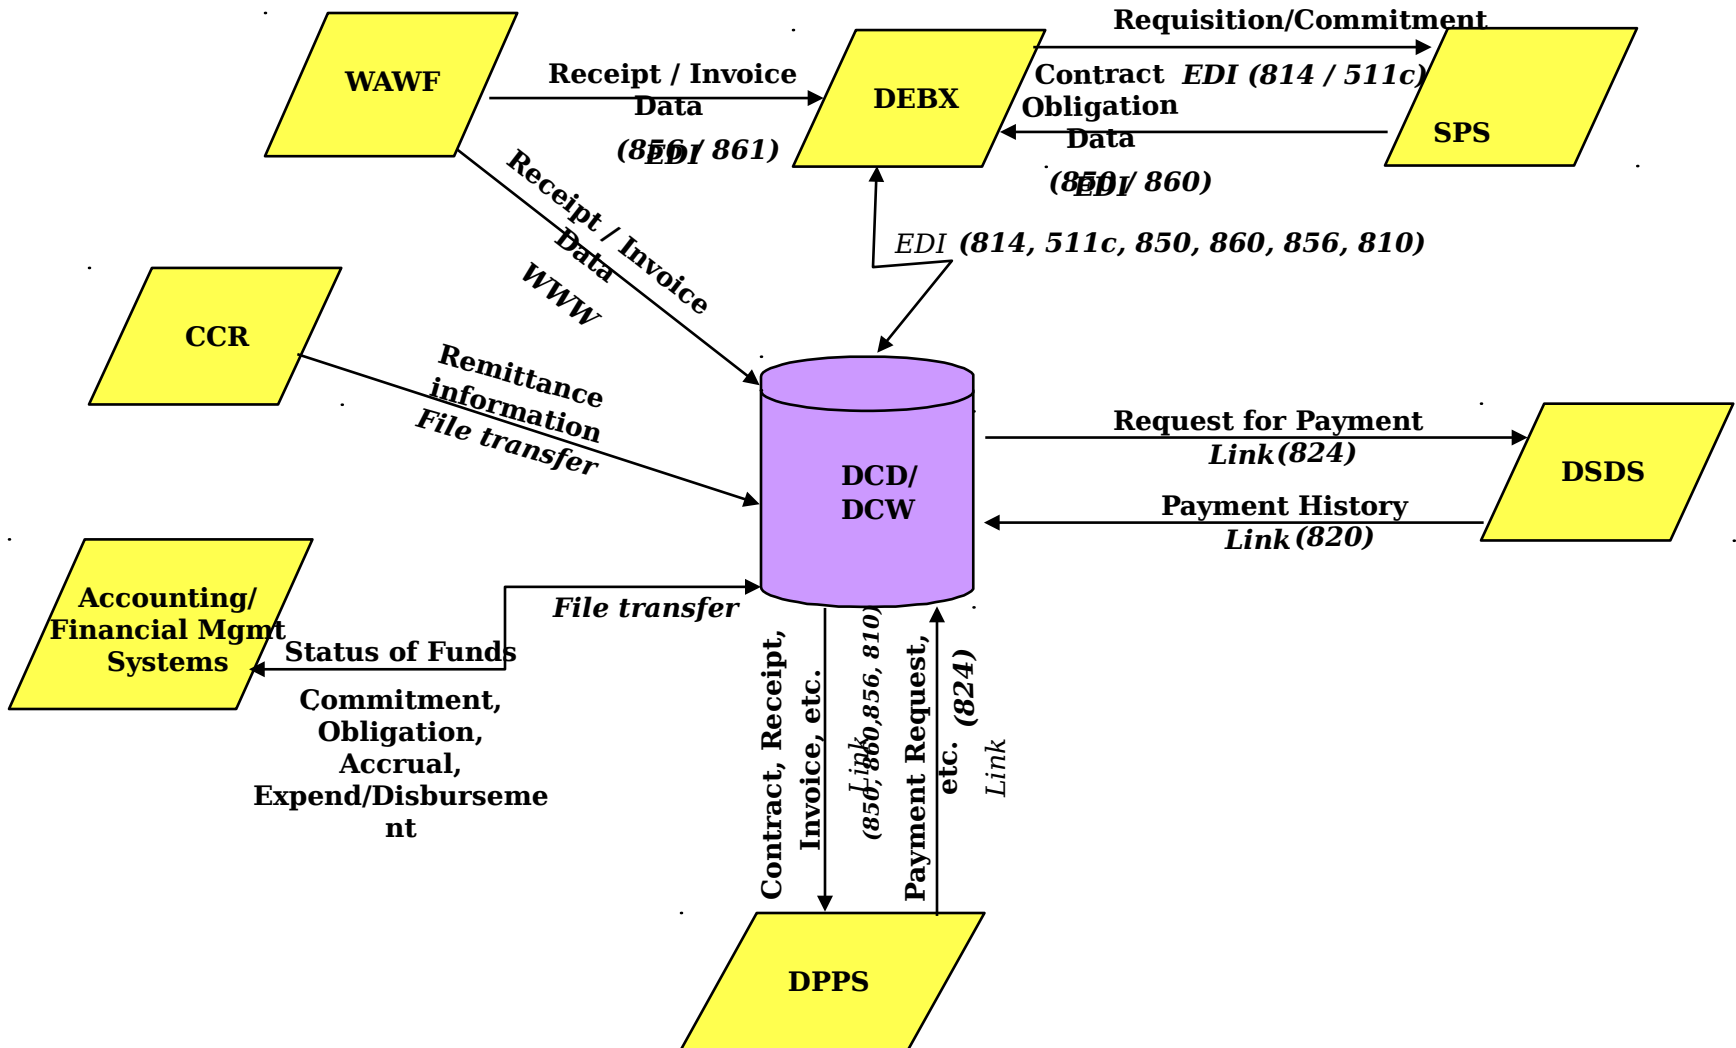 Requisition/Commitment
WAWF
Receipt / Invoice
Data
EDI
(856 / 861)
DEBX
Contract
Obligation
Data
EDI (814 / 511c)
EDI
(850 / 860)
SPS
Receipt / Invoice
Data
WWW
EDI (814, 511c, 850, 860, 856, 810)
CCR
Remittance
information
File transfer
DCD/
DCW
Request for Payment
Link (824)
DSDS
Payment History
Link (820)
Accounting/
Financial Mgmt
Systems
File transfer
Status of Funds
Commitment,
Obligation,
Accrual,
Expend/Disburseme
nt
Contract, Receipt,
Invoice, etc.
Link
(850, 860,856, 810)
Payment Request,
etc. (824)
Link
DPPS